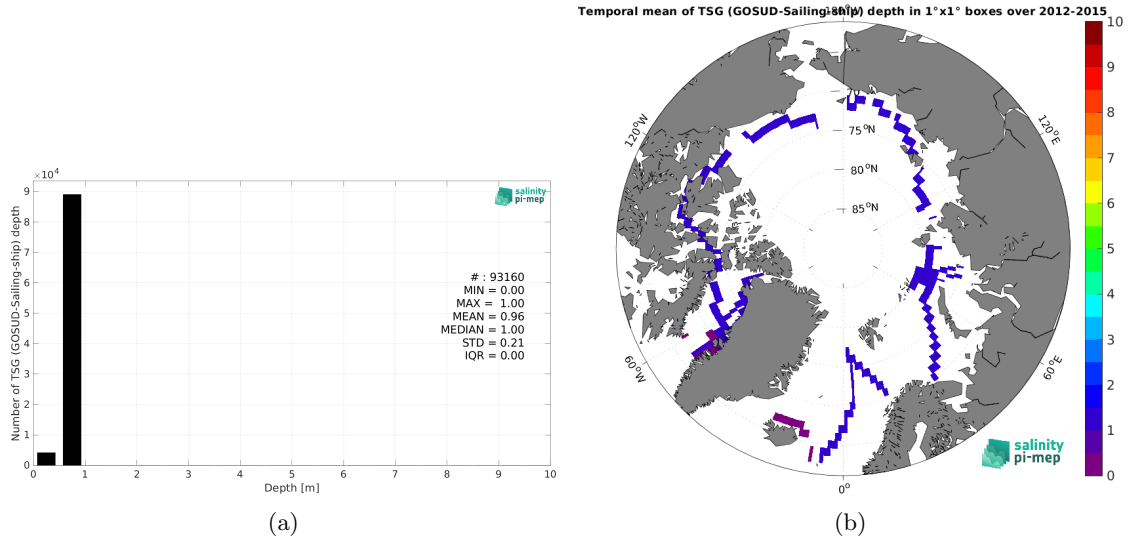 Temporal mean of TSG (GOSUD-Sailing-ship) depth in 1°x1° boxes over 2012-2015
×10⁴
9
8
7
6
5
4
3
2
1
0
Number of TSG (GOSUD-Sailing-ship) depth
salinity
pi-mep
# : 93160
MIN = 0.00
MAX = 1.00
MEAN = 0.96
MEDIAN = 1.00
STD = 0.21
IQR = 0.00
0 1 2 3 4 5 6 7 8 9 10
Depth [m]
(a)
180°W
120°W
120°E
75°N
80°N
85°N
60°W
60°E
0°
salinity
pi-mep
10
9
8
7
6
5
4
3
2
1
0
(b)